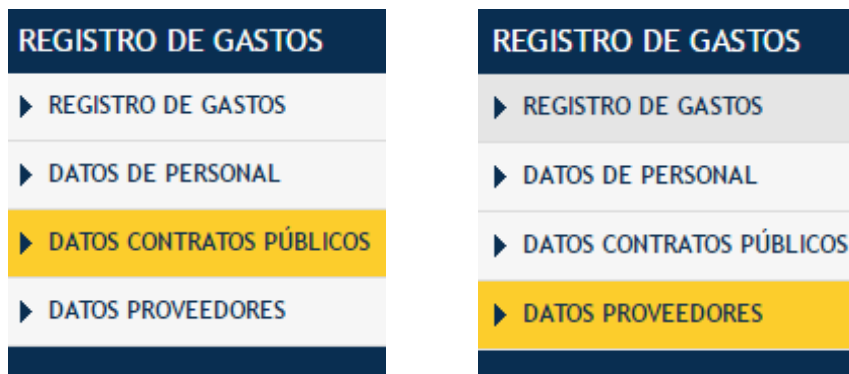 REGISTRO DE GASTOS
REGISTRO DE GASTOS
DATOS DE PERSONAL
DATOS CONTRATOS PÚBLICOS
DATOS PROVEEDORES
REGISTRO DE GASTOS
REGISTRO DE GASTOS
DATOS DE PERSONAL
DATOS CONTRATOS PÚBLICOS
DATOS PROVEEDORES